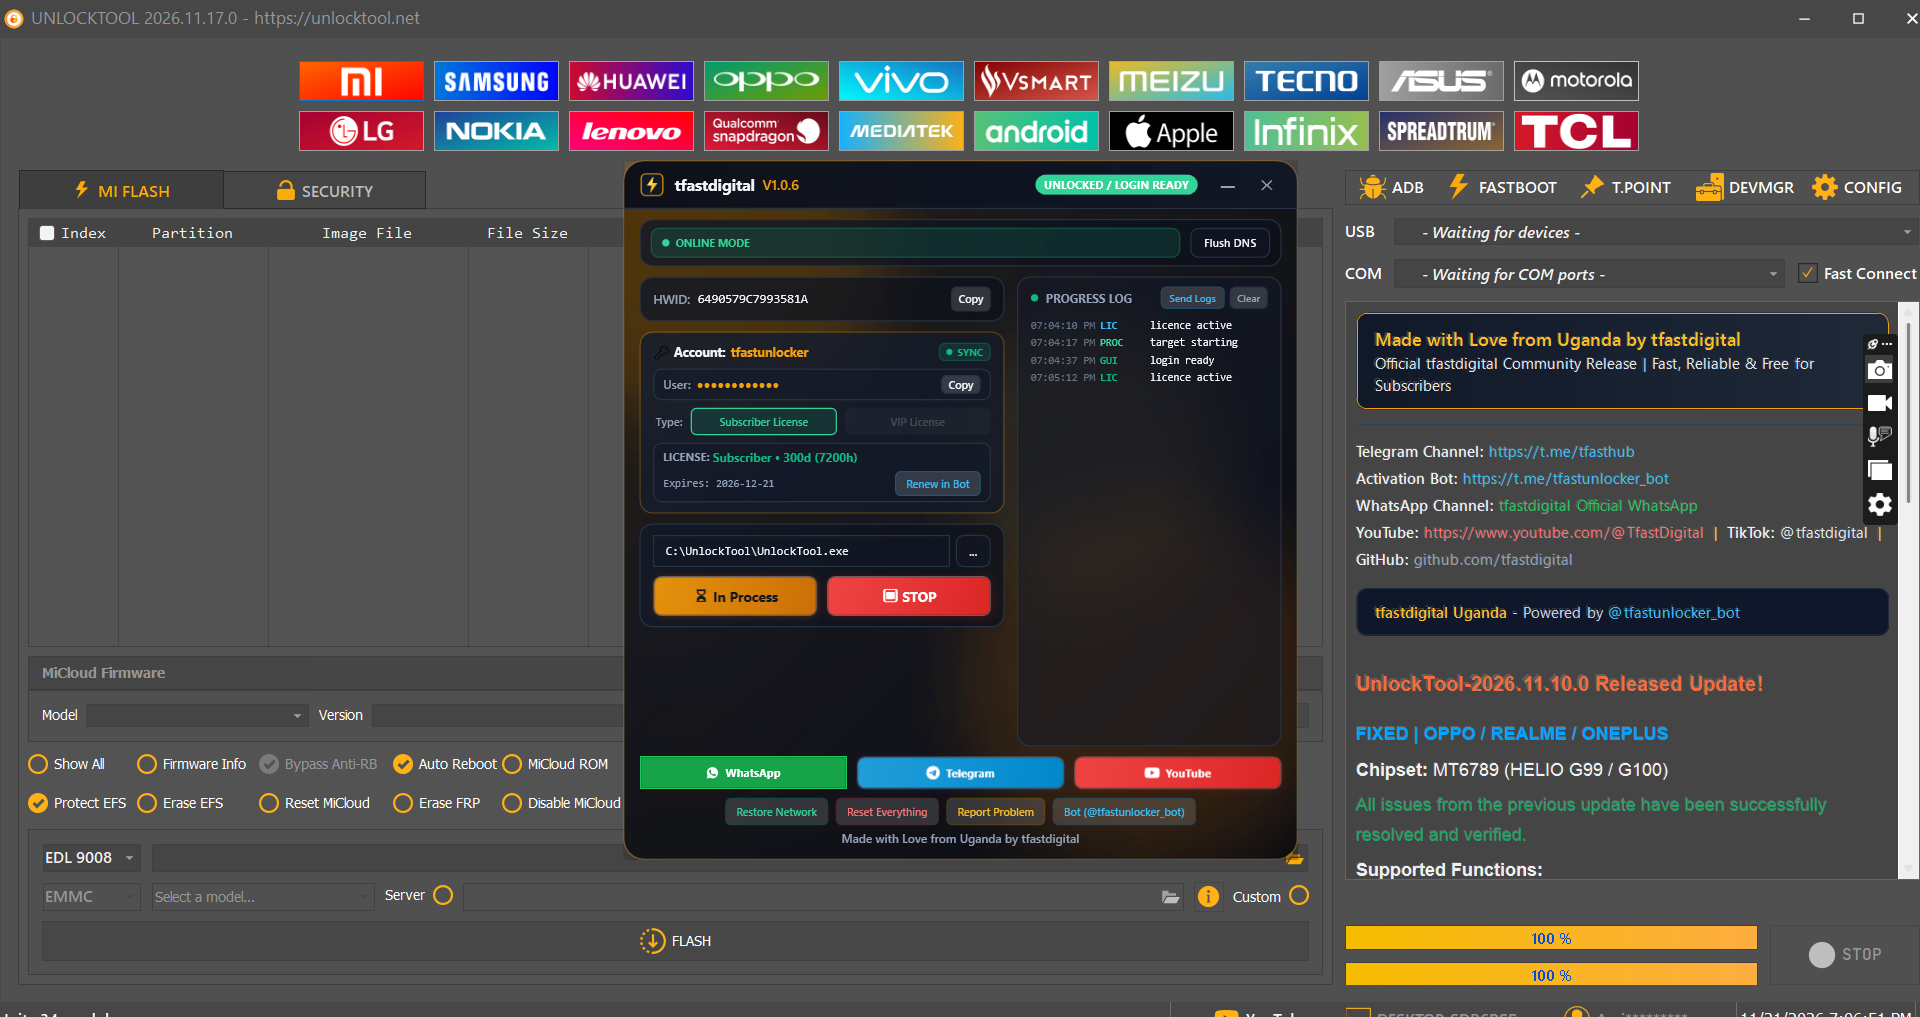 UNLOCKTOOL 2026.11.17.0 - https://unlocktool.net
MI SAMSUNG HUAWEI oppo vivo VSMART MEIZU TECNO ASUS motorola
LG NOKIA lenovo Qualcomm snapdragon MEDIATEK android Apple Infinix SPREADTRUM TCL
MI FLASH SECURITY
Index Partition Image File File Size
MiCloud Firmware
Model Version
Show All Firmware Info Bypass Anti-RB Auto Reboot MiCloud ROM
Protect EFS Erase EFS Reset MiCloud Erase FRP Disable MiCloud
EDL 9008
EMMC Select a model... Server Custom
FLASH
tfastdigital V1.0.6 UNLOCKED / LOGIN READY
ONLINE MODE Flush DNS
HWID: 6490579C7993581A Copy
Account: tfastunlocker SYNC
User: Copy
Type: Subscriber License VIP License
LICENSE: Subscriber • 300d (7200h)
Expires: 2026-12-21 Renew in Bot
C:\UnlockTool\UnlockTool.exe ...
In Process STOP
PROGRESS LOG Send Logs Clear
07:04:10 PM LIC licence active
07:04:17 PM PROC target starting
07:04:37 PM GUI login ready
07:05:12 PM LIC licence active
WhatsApp Telegram YouTube
Restore Network Reset Everything Report Problem Bot (@tfastunlocker_bot)
Made with Love from Uganda by tfastdigital
ADB FASTBOOT T.POINT DEVMGR CONFIG
USB - Waiting for devices -
COM - Waiting for COM ports - Fast Connect
Made with Love from Uganda by tfastdigital
Official tfastdigital Community Release | Fast, Reliable & Free for
Subscribers
Telegram Channel: https://t.me/tfasthub
Activation Bot: https://t.me/tfastunlocker_bot
WhatsApp Channel: tfastdigital Official WhatsApp
YouTube: https://www.youtube.com/@TfastDigital | TikTok: @tfastdigital |
GitHub: github.com/tfastdigital
tfastdigital Uganda - Powered by @tfastunlocker_bot
UnlockTool-2026.11.10.0 Released Update!
FIXED | OPPO / REALME / ONEPLUS
Chipset: MT6789 (HELIO G99 / G100)
All issues from the previous update have been successfully
resolved and verified.
Supported Functions:
100 %
100 %
STOP